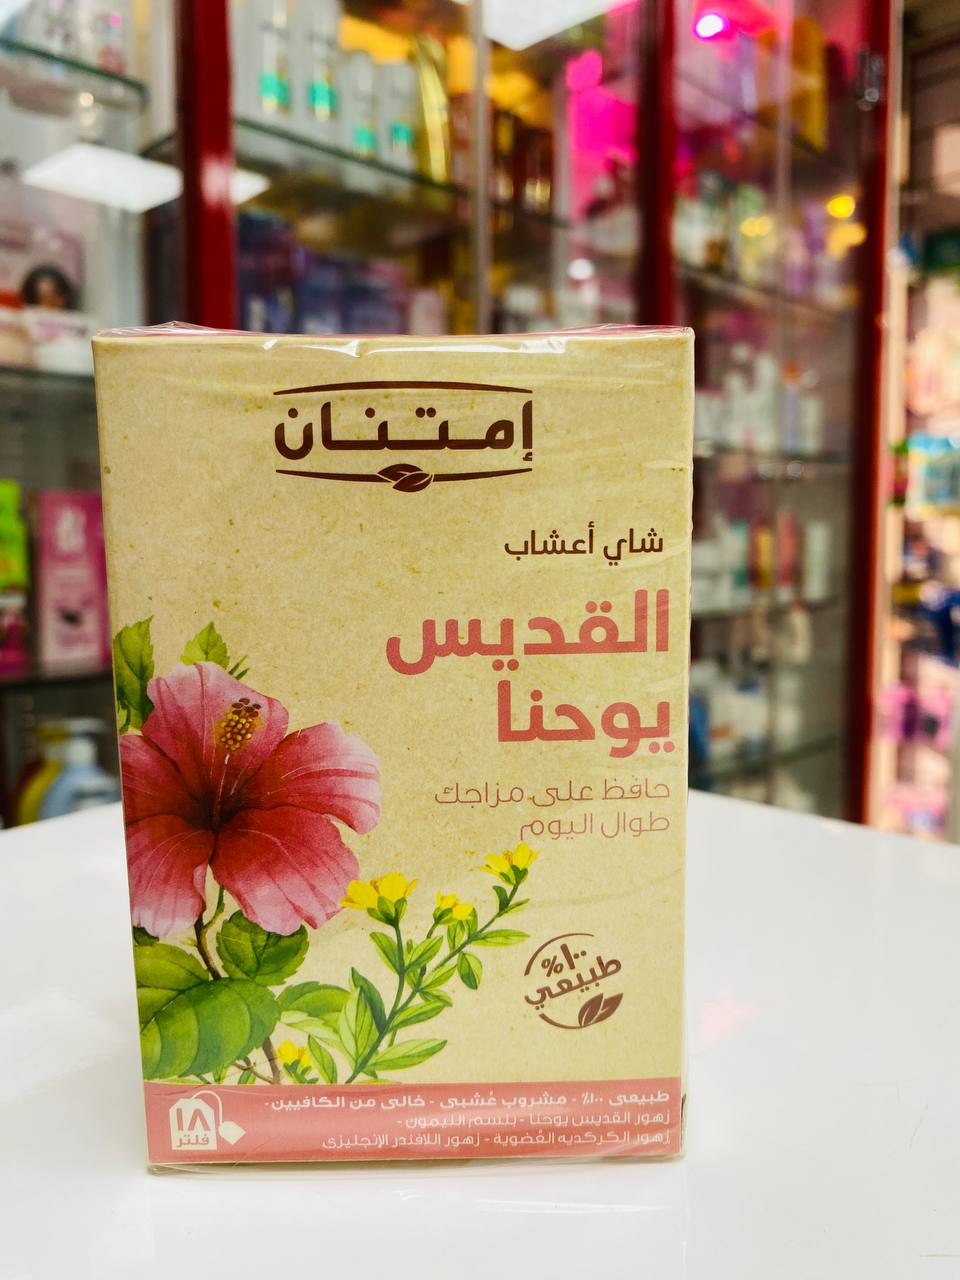 إمتنان
شاي أعشاب
القديس
يوحنا
حافظ على مزاجك
طوال اليوم
١٠٠%
طبيعي
طبيعى ١٠٠٪ - مشروب عُشبى - خالى من الكافيين -
زهور القديس يوحنا - بلسم الليمون -
زهور الكركديه العُضوية - زهور اللافندر الإنجليزى
١٨
فلتر